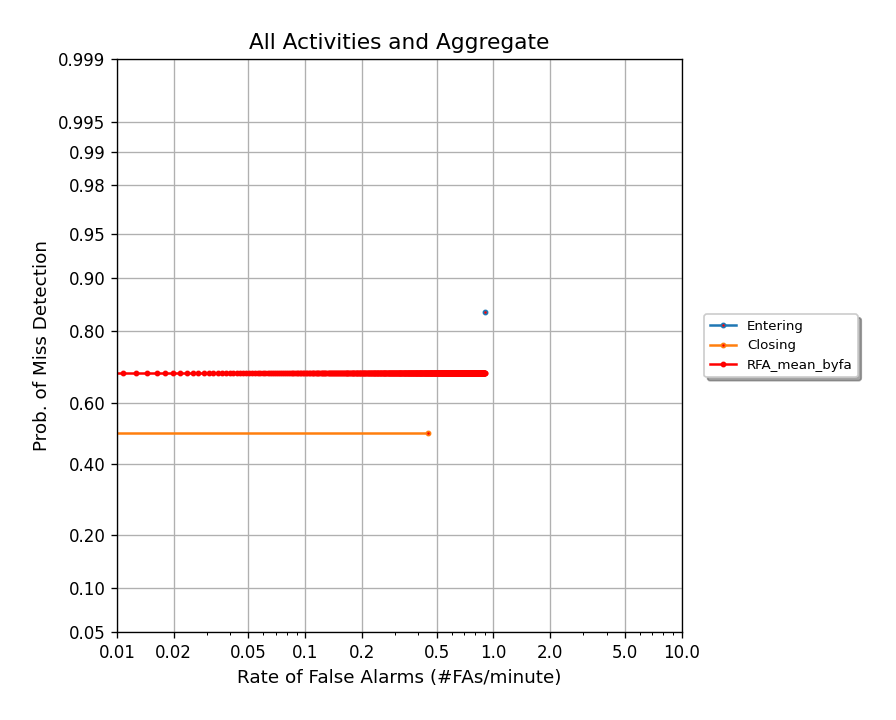 All Activities and Aggregate
0.999
0.995
0.99
0.98
0.95
0.90
0.80
0.60
0.40
0.20
0.10
0.05
Prob. of Miss Detection
0.01 0.02 0.05 0.1 0.2 0.5 1.0 2.0 5.0 10.0
Rate of False Alarms (#FAs/minute)
Entering
Closing
RFA_mean_byfa